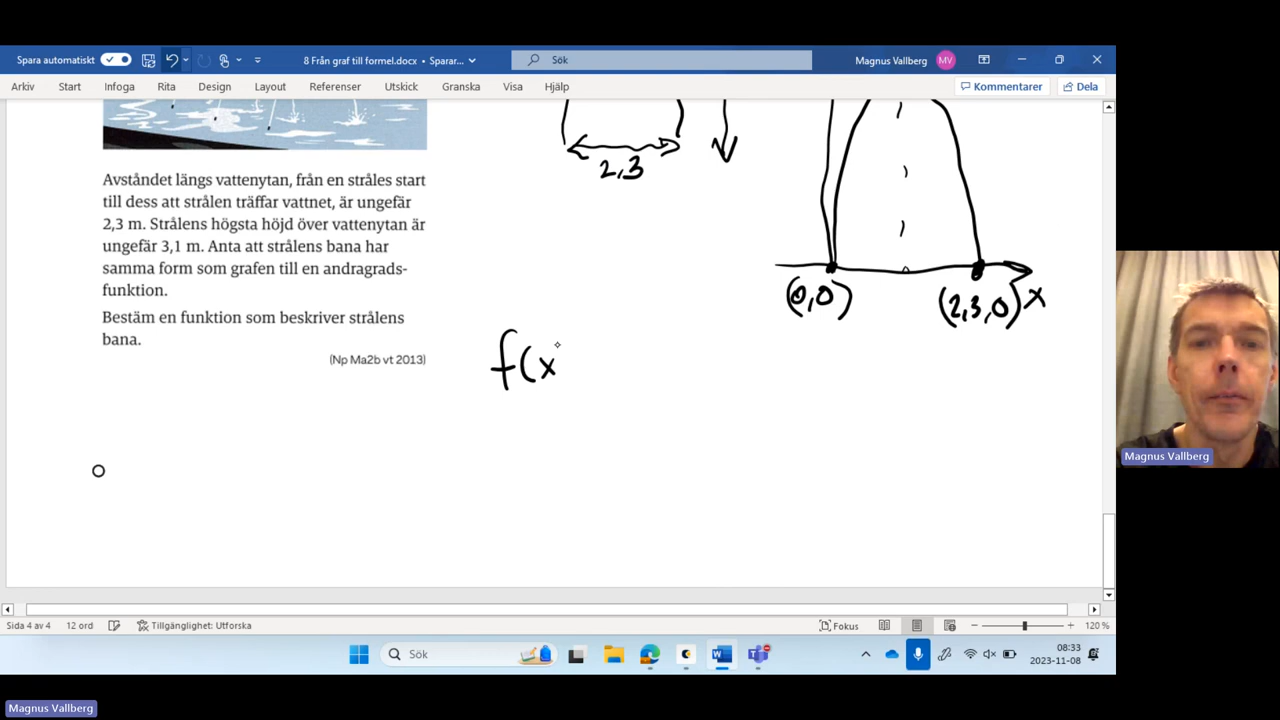 Spara automatiskt
8 Från graf till formel.docx • Sparar...
Sök
Magnus Vallberg
MV
Arkiv Start Infoga Rita Design Layout Referenser Utskick Granska Visa Hjälp
Kommentarer
Dela
2,3
Avståndet längs vattenytan, från en stråles start
till dess att strålen träffar vattnet, är ungefär
2,3 m. Strålens högsta höjd över vattenytan är
ungefär 3,1 m. Anta att strålens bana har
samma form som grafen till en andragrads-
funktion.
Bestäm en funktion som beskriver strålens
bana.
(Np Ma2b vt 2013)
(0,0)
(2,3,0) x
f(x
Magnus Vallberg
Sida 4 av 4
12 ord
Tillgänglighet: Utforska
Fokus
120 %
Sök
08:33
2023-11-08
Magnus Vallberg